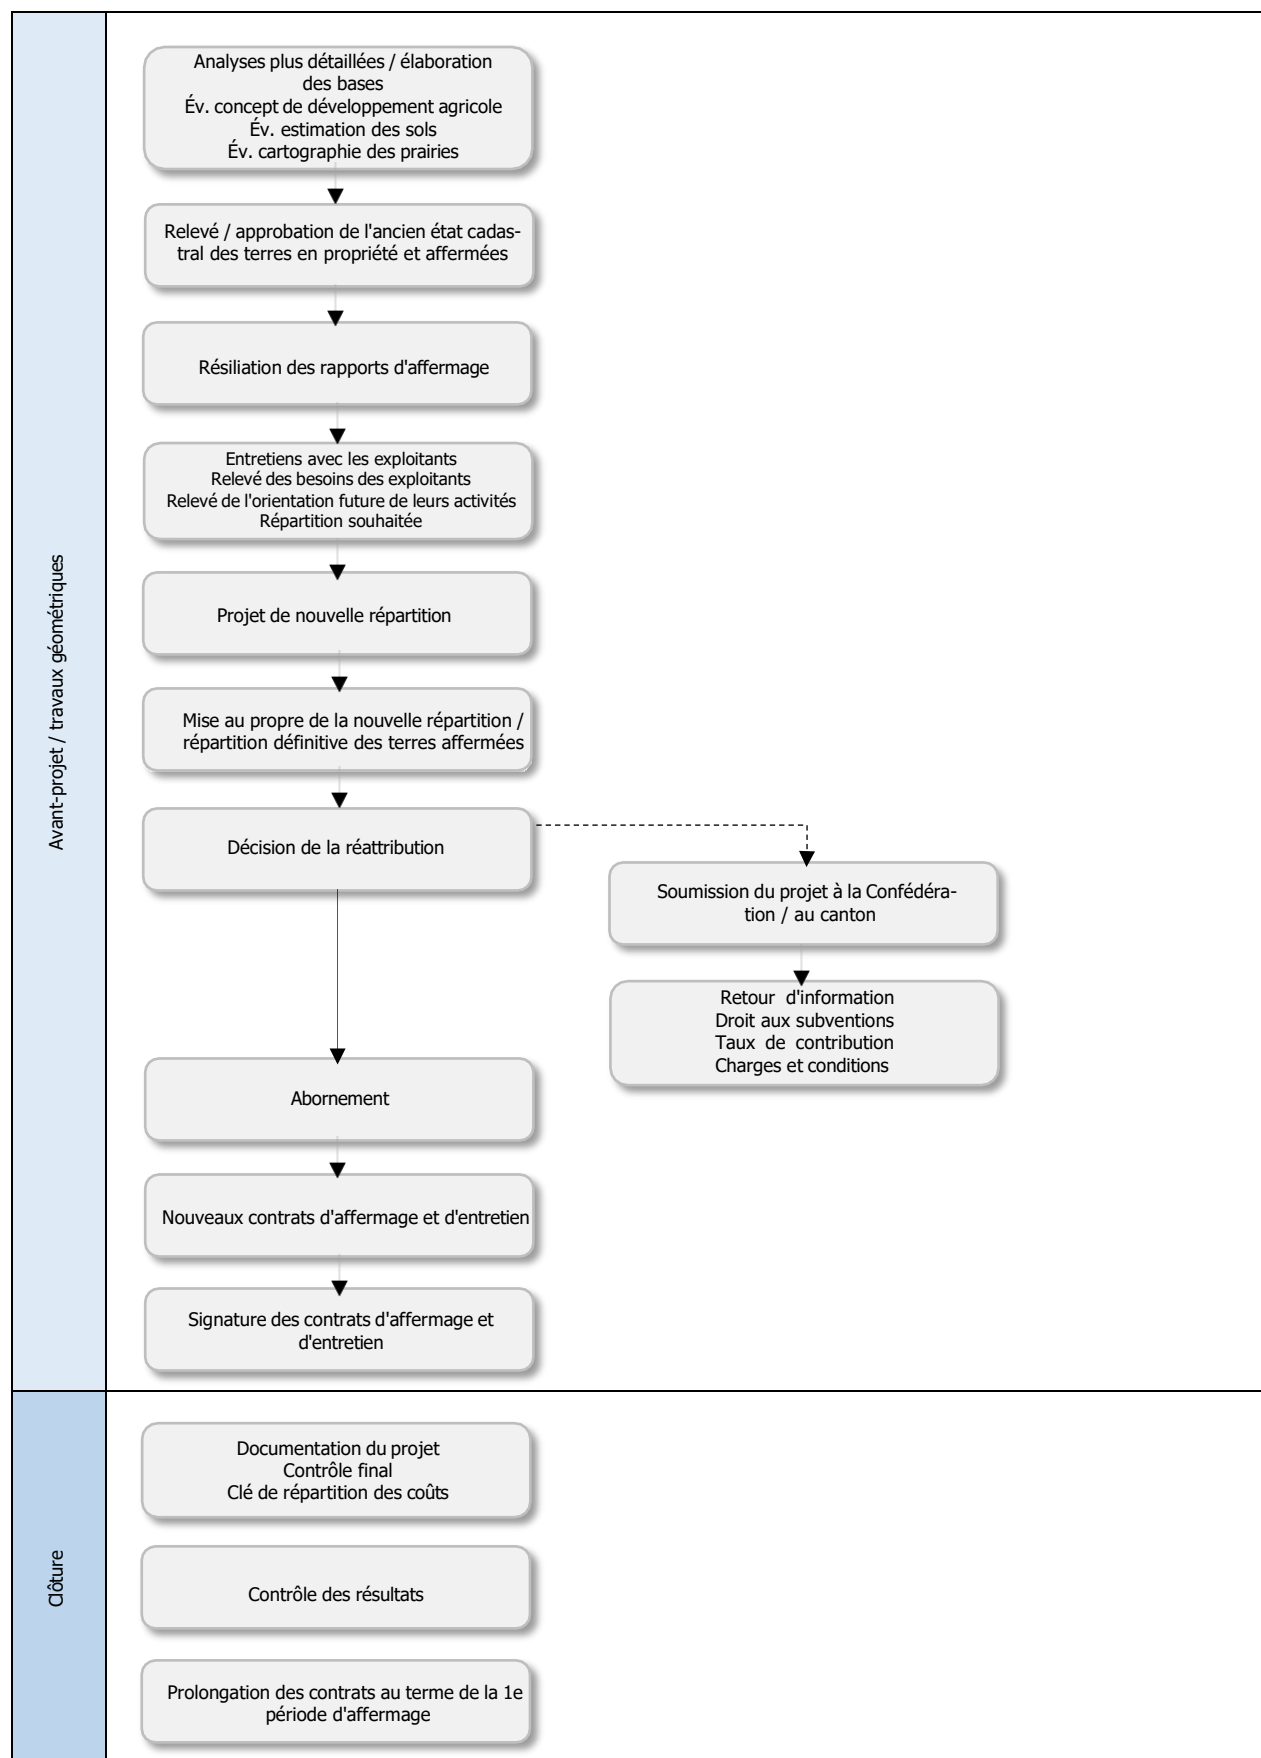 Avant-projet / travaux géométriques
Analyses plus détaillées / élaboration
des bases
Év. concept de développement agricole
Év. estimation des sols
Év. cartographie des prairies
Relevé / approbation de l'ancien état cadas-
tral des terres en propriété et affermées
Résiliation des rapports d'affermage
Entretiens avec les exploitants
Relevé des besoins des exploitants
Relevé de l'orientation future de leurs activités
Répartition souhaitée
Projet de nouvelle répartition
Mise au propre de la nouvelle répartition /
répartition définitive des terres affermées
Décision de la réattribution
Soumission du projet à la Confédéra-
tion / au canton
Retour d'information
Droit aux subventions
Taux de contribution
Charges et conditions
Abornement
Nouveaux contrats d'affermage et d'entretien
Signature des contrats d'affermage et
d'entretien
Clôture
Documentation du projet
Contrôle final
Clé de répartition des coûts
Contrôle des résultats
Prolongation des contrats au terme de la 1e
période d'affermage